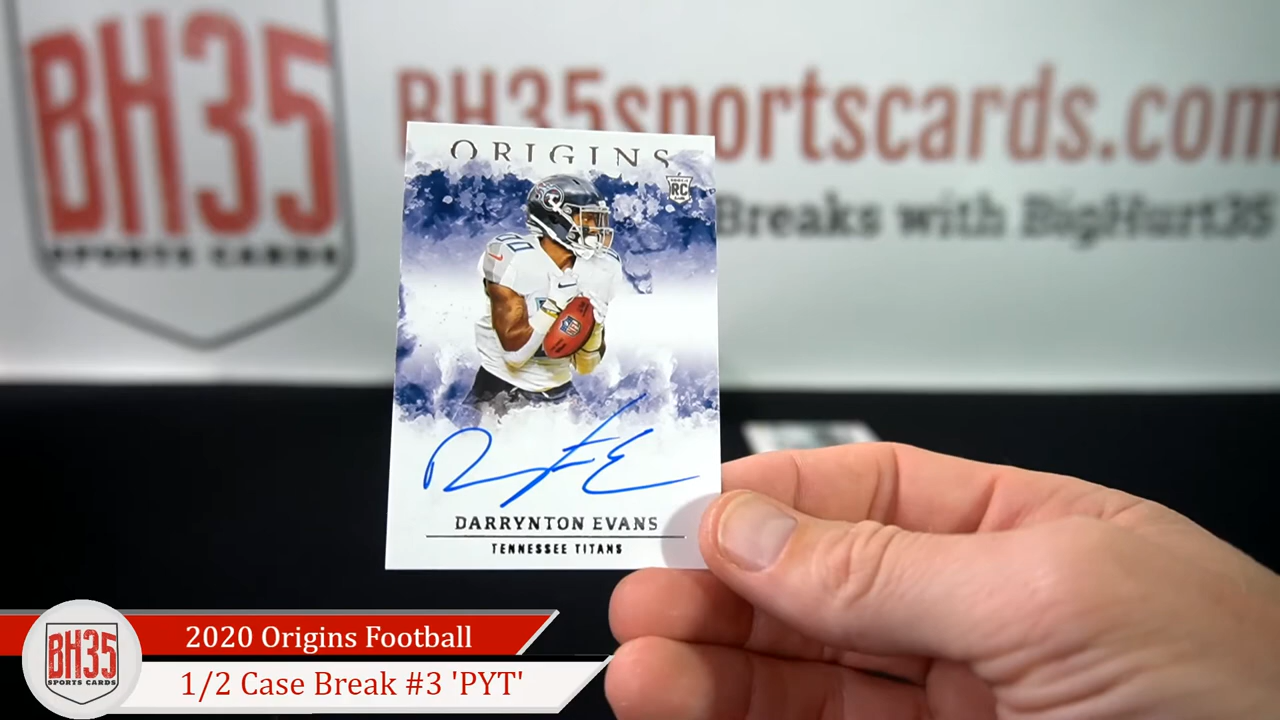 BH35
SPORTS CARDS
BH35sportscards.com
Breaks with BigHurt35
ORIGINS
RC
DARRYNTON EVANS
TENNESSEE TITANS
BH35
SPORTS CARDS
2020 Origins Football
1/2 Case Break #3 'PYT'